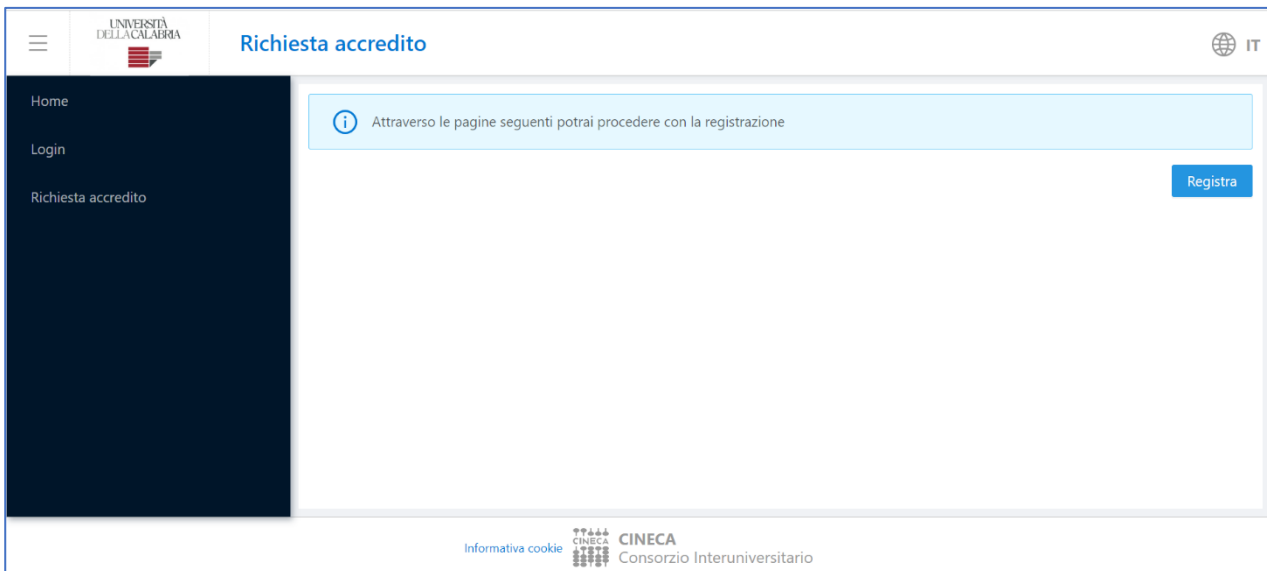 UNIVERSITÀ
DELLA CALABRIA
Richiesta accredito
IT
Home
Login
Richiesta accredito
Attraverso le pagine seguenti potrai procedere con la registrazione
Registra
Informativa cookie
CINECA
CINECA
Consorzio Interuniversitario